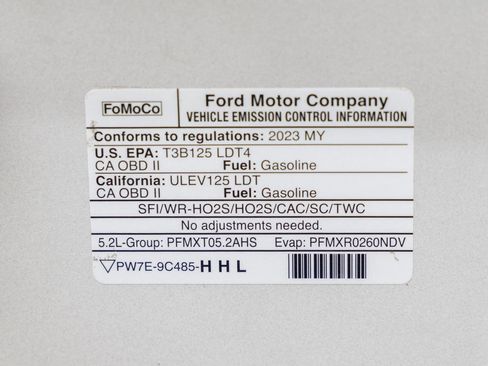 FoMoCo
Ford Motor Company
VEHICLE EMISSION CONTROL INFORMATION
Conforms to regulations: 2023 MY
U.S. EPA: T3B125 LDT4
CA OBD II Fuel: Gasoline
California: ULEV125 LDT
CA OBD II Fuel: Gasoline
SFI/WR-HO2S/HO2S/CAC/SC/TWC
No adjustments needed.
5.2L-Group: PFMXT05.2AHS Evap: PFMXR0260NDV
PW7E-9C485-H H L